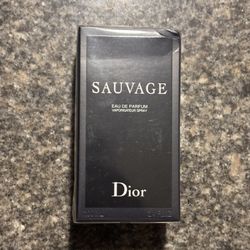 SAUVAGE
EAU DE PARFUM
VAPORISATEUR SPRAY
Dior